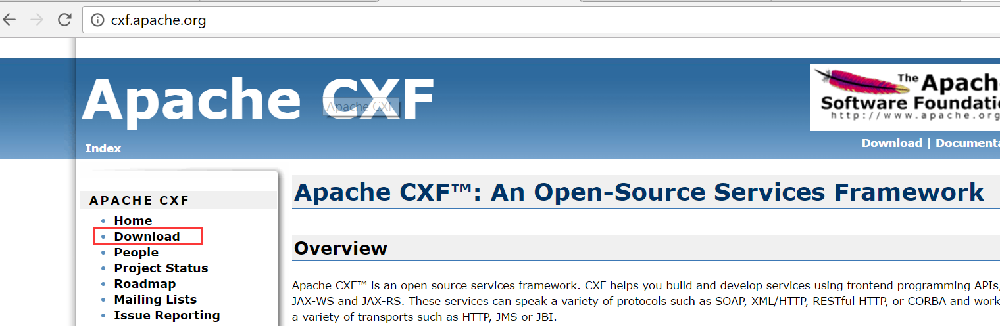 cxf.apache.org
Apache CXF
Apache CXF
The Apach
Software Foundatio
http://www.apache.org
Index
Download | Documenta
APACHE CXF
Home
Download
People
Project Status
Roadmap
Mailing Lists
Issue Reporting
Apache CXF™: An Open-Source Services Framework
Overview
Apache CXF™ is an open source services framework. CXF helps you build and develop services using frontend programming APIs,
JAX-WS and JAX-RS. These services can speak a variety of protocols such as SOAP, XML/HTTP, RESTful HTTP, or CORBA and work
a variety of transports such as HTTP, JMS or JBI.